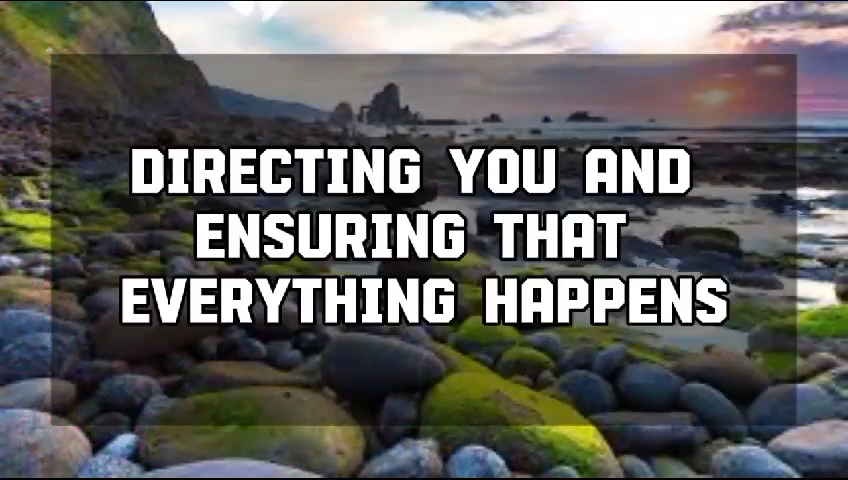 DIRECTING YOU AND
ENSURING THAT
EVERYTHING HAPPENS